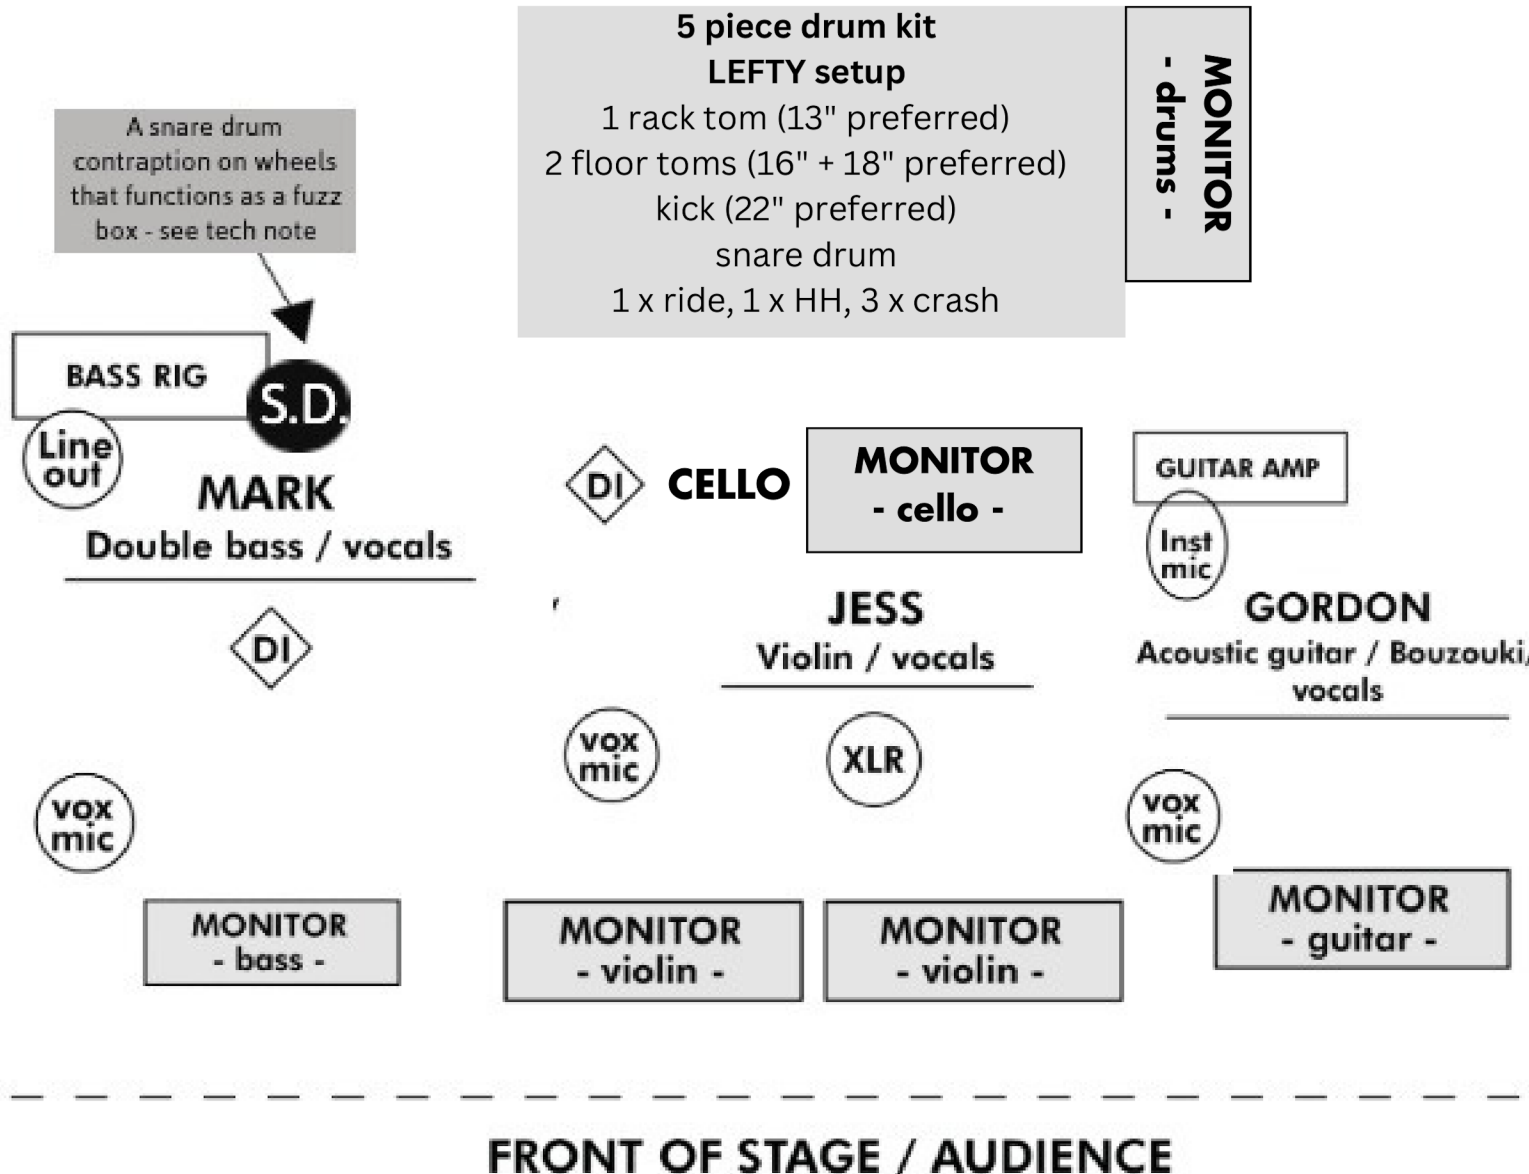 5 piece drum kit
LEFTY setup
1 rack tom (13" preferred)
2 floor toms (16" + 18" preferred)
kick (22" preferred)
snare drum
1 x ride, 1 x HH, 3 x crash
MONITOR
- drums -
A snare drum
contraption on wheels
that functions as a fuzz
box - see tech note
BASS RIG
S.D.
Line
out
MARK
Double bass / vocals
DI
vox
mic
MONITOR
- bass -
DI
CELLO
MONITOR
- cello -
JESS
Violin / vocals
vox
mic
XLR
MONITOR
- violin -
MONITOR
- violin -
GUITAR AMP
Inst
mic
GORDON
Acoustic guitar / Bouzouki/
vocals
vox
mic
MONITOR
- guitar -
FRONT OF STAGE / AUDIENCE